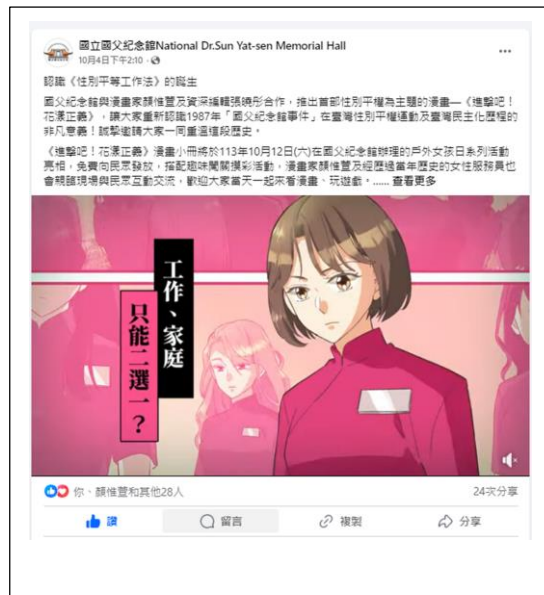 國立國父紀念館National Dr.Sun Yat-sen Memorial Hall
10月4日下午2:10
認識《性別平等工作法》的誕生
國父紀念館與漫畫家顏惟萱及資深編輯張曉彤合作，推出首部性別平權為主題的漫畫—《進擊吧！
花漾正義》，讓大家重新認識1987年「國父紀念館事件」在臺灣性別平權運動及臺灣民主化歷程的
非凡意義！誠摯邀請大家一同重溫這段歷史。
《進擊吧！花漾正義》漫畫小冊將於113年10月12日(六)在國父紀念館辦理的戶外女孩日系列活動
亮相，免費向民眾發放，搭配趣味闖關摸彩活動，漫畫家顏惟萱及經歷過當年歷史的女性服務員也
會親臨現場與民眾互動交流，歡迎大家當天一起來看漫畫、玩遊戲。...... 查看更多
工作、家庭
只能二選一？
你、顏惟萱和其他28人
24次分享
讚
留言
複製
分享